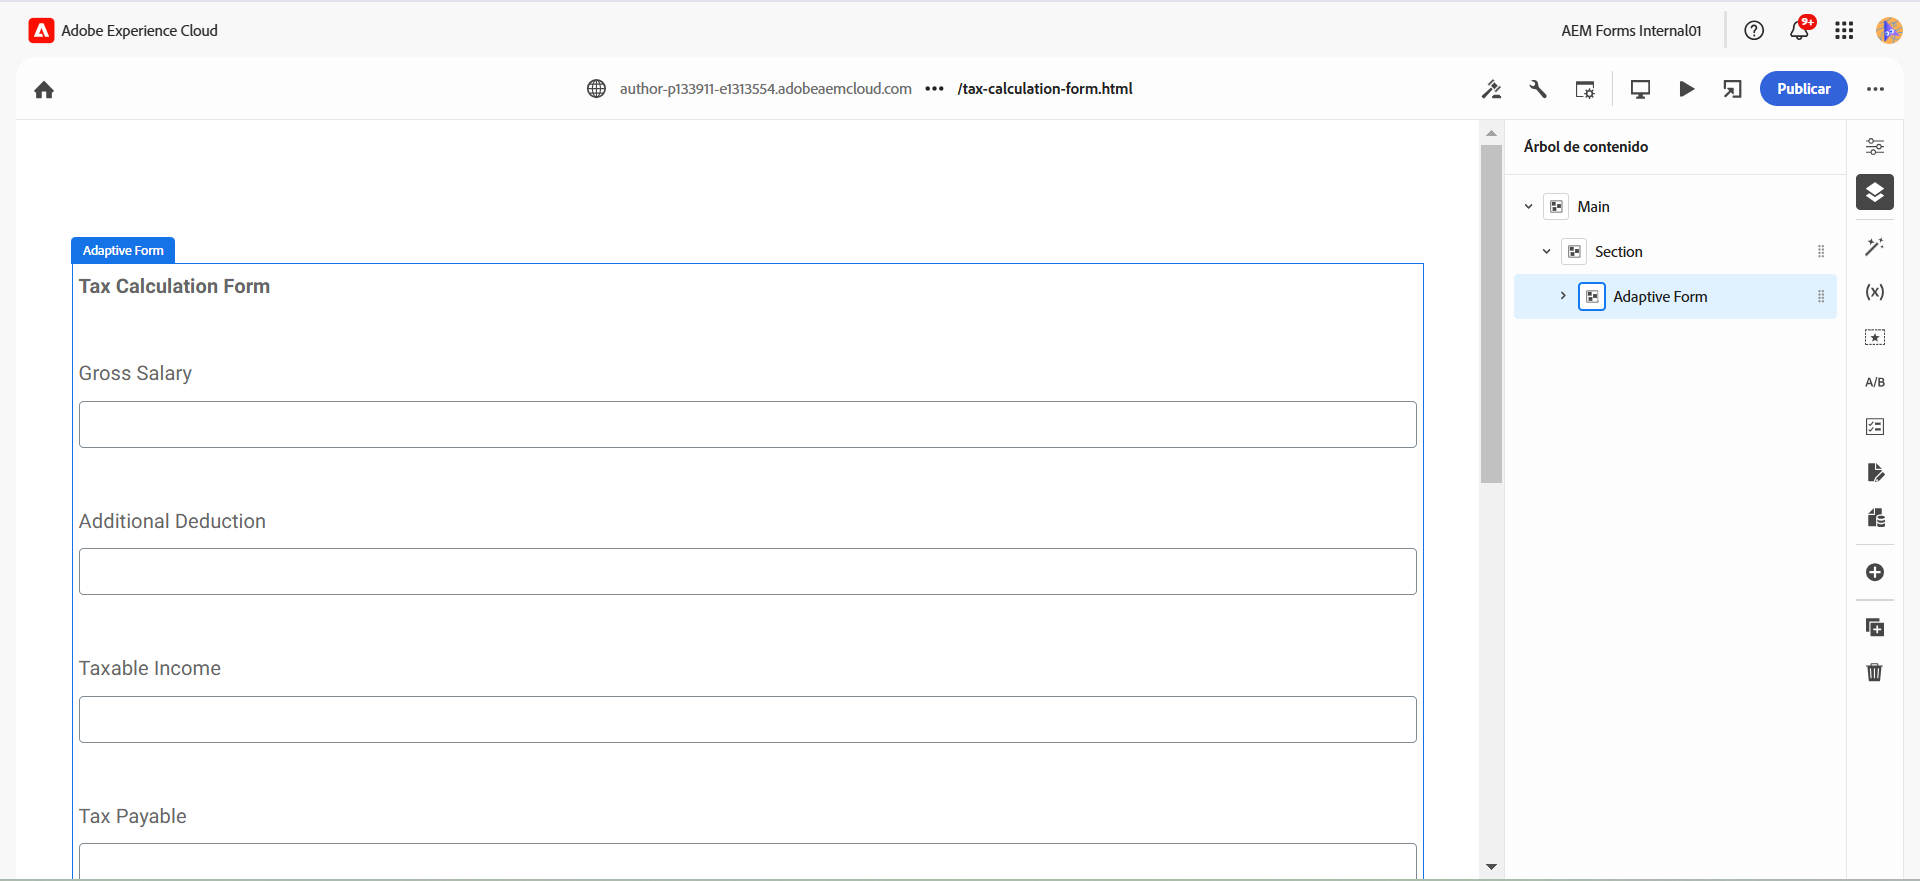 Adobe Experience Cloud
AEM Forms Internal01
9+
author-p133911-e1313554.adobeaemcloud.com ••• /tax-calculation-form.html
Publicar
Árbol de contenido
Main
Section
Adaptive Form
(x)
A/B
Adaptive Form
Tax Calculation Form
Gross Salary
Additional Deduction
Taxable Income
Tax Payable